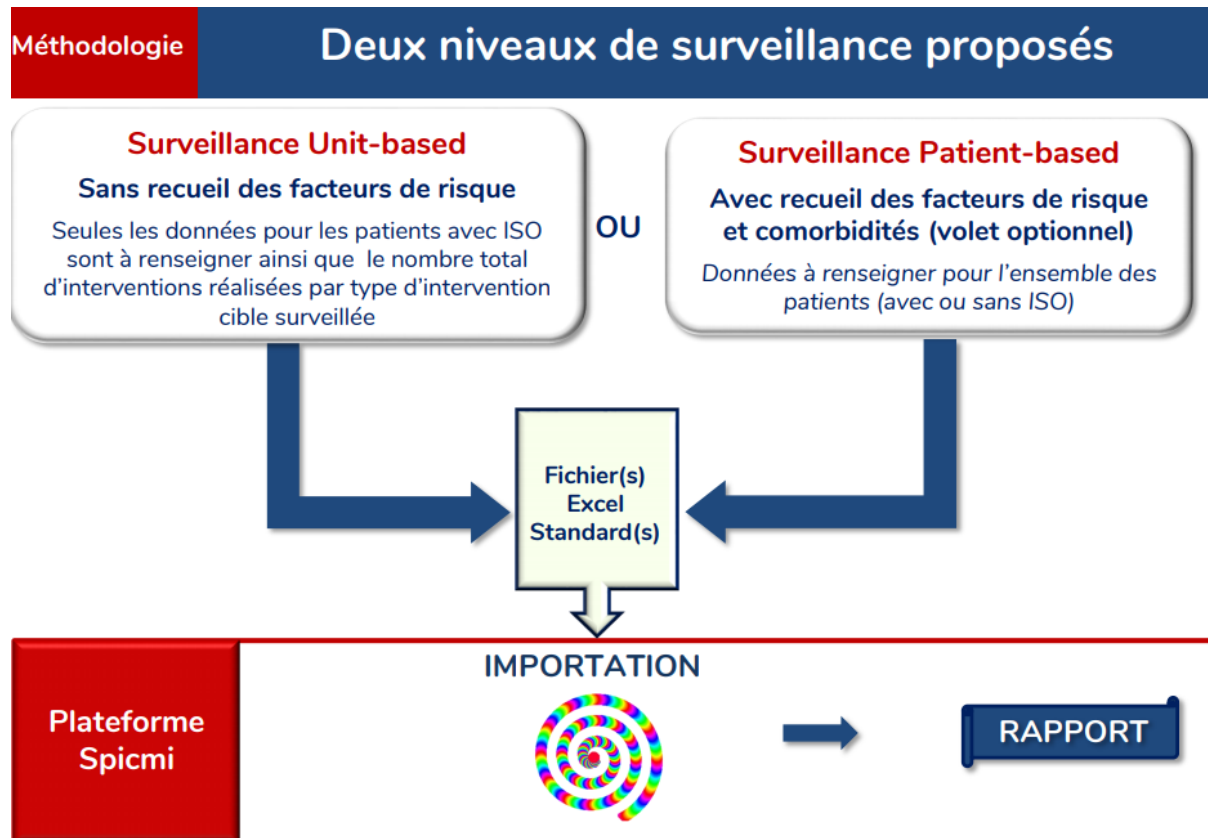 Méthodologie
Deux niveaux de surveillance proposés
Surveillance Unit-based
Sans recueil des facteurs de risque
Seules les données pour les patients avec ISO
sont à renseigner ainsi que le nombre total
d'interventions réalisées par type d'intervention
cible surveillée
OU
Surveillance Patient-based
Avec recueil des facteurs de risque
et comorbidités (volet optionnel)
Données à renseigner pour l'ensemble des
patients (avec ou sans ISO)
Fichier(s)
Excel
Standard(s)
Plateforme
Spicmi
IMPORTATION
RAPPORT